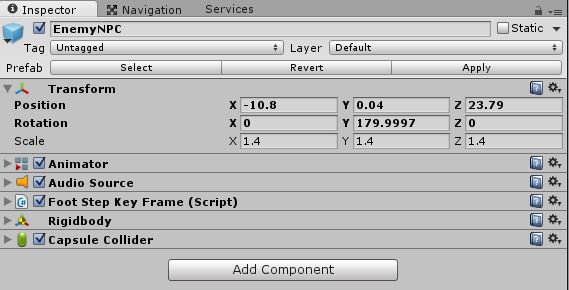 Inspector Navigation Services
EnemyNPC Static
Tag Untagged Layer Default
Prefab Select Revert Apply
Transform
Position X -10.8 Y 0.04 Z 23.79
Rotation X 0 Y 179.9997 Z 0
Scale X 1.4 Y 1.4 Z 1.4
Animator
Audio Source
C# Foot Step Key Frame (Script)
Rigidbody
Capsule Collider
Add Component